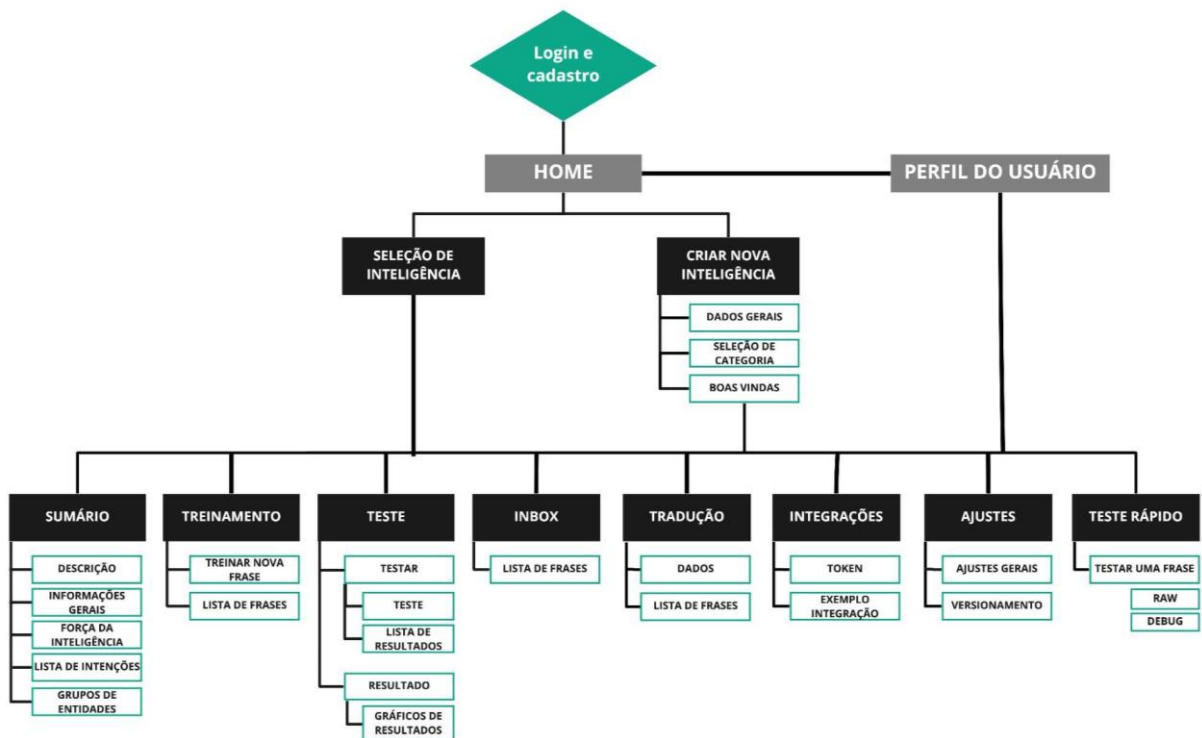 Login e
cadastro
HOME
PERFIL DO USUÁRIO
SELEÇÃO DE
INTELIGÊNCIA
CRIAR NOVA
INTELIGÊNCIA
DADOS GERAIS
SELEÇÃO DE
CATEGORIA
BOAS VINDAS
SUMÁRIO
DESCRIÇÃO
INFORMAÇÕES
GERAIS
FORÇA DA
INTELIGÊNCIA
LISTA DE INTENÇÕES
GRUPOS DE
ENTIDADES
TREINAMENTO
TREINAR NOVA
FRASE
LISTA DE FRASES
TESTE
TESTAR
TESTE
LISTA DE
RESULTADOS
RESULTADO
GRÁFICOS DE
RESULTADOS
INBOX
LISTA DE FRASES
TRADUÇÃO
DADOS
LISTA DE FRASES
INTEGRAÇÕES
TOKEN
EXEMPLO
INTEGRAÇÃO
AJUSTES
AJUSTES GERAIS
VERSIONAMENTO
TESTE RÁPIDO
TESTAR UMA FRASE
RAW
DEBUG